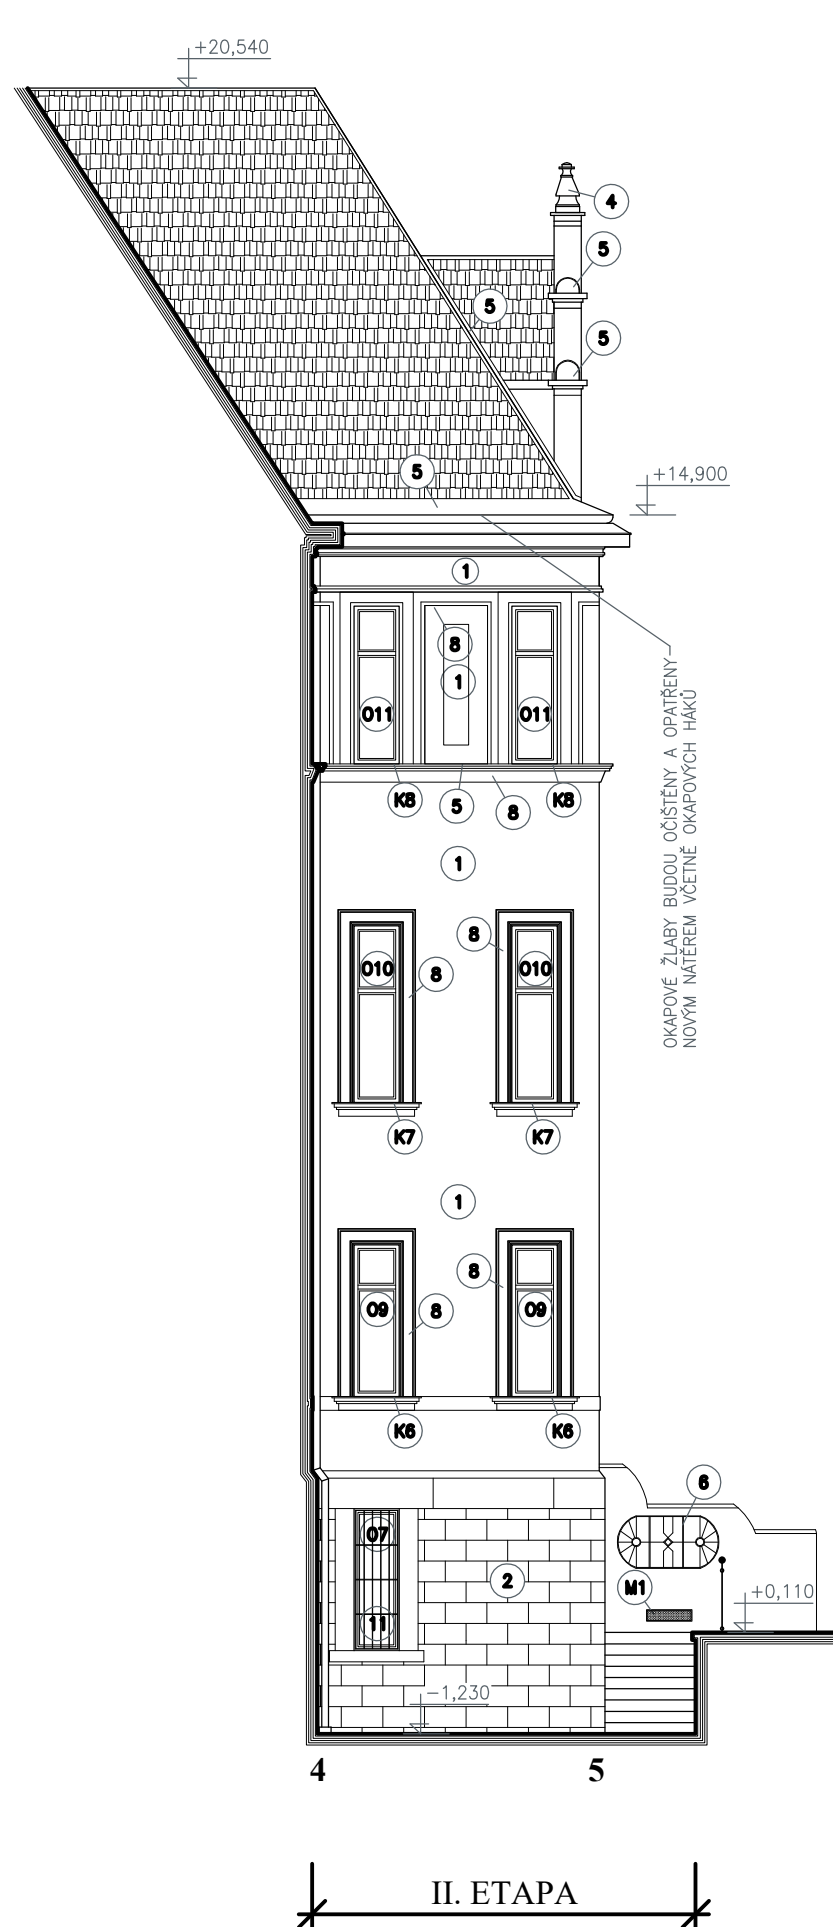 +20,540
4
5
5
5
5
+14,900
1
8
1
O11
O11
K8
5
8
K8
1
OKAPOVÉ ŽLABY BUDOU OČIŠTĚNY A OPATŘENY
NOVÝM NÁTĚREM VČETNĚ OKAPOVÝCH HÁKŮ
8
O10
8
O10
K7
K7
1
8
O9
8
O9
K6
K6
6
O7
2
M1
+0,110
11
-1,230
4
5
II. ETAPA